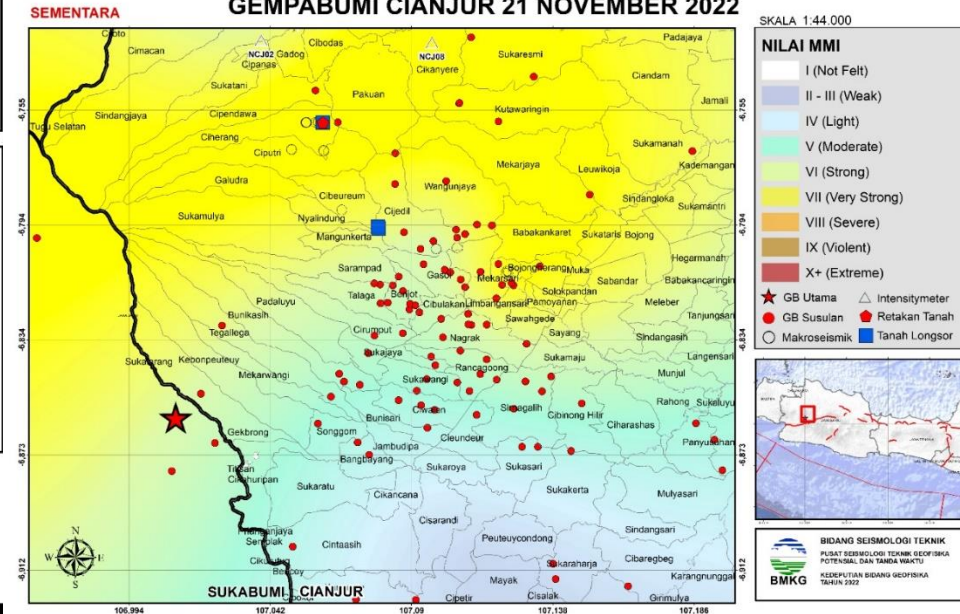 SEMENTARA
GEMPABUMI CIANJUR 21 NOVEMBER 2022
SKALA 1:44.000
NILAI MMI
I (Not Felt)
II - III (Weak)
IV (Light)
V (Moderate)
VI (Strong)
VII (Very Strong)
VIII (Severe)
IX (Violent)
X+ (Extreme)
GB Utama
Intensitymeter
GB Susulan
Retakan Tanah
Makroseismik
Tanah Longsor
Cimacan
NCJ02
Gadog
Cibodas
Cipanas
NCJ08
Cikanyere
Sukaresmi
Padajaya
Ciandam
Sukatani
Pakuan
Jamali
Sindangjaya
Cipendawa
Kutawaringin
Tugu Selatan
Ciherang
Ciputri
Sukamanah
Kademangan
Mekarjaya
Leuwikoja
Galudra
Cibeureum
Wangunjaya
Sindangloka
Sukamantri
Sukamulya
Nyalindung
Cijedil
Mangunkerta
Babakankaret
Sukataris
Bojong
Hegarmanah
Sarampad
Gasol
Bojongherang
Muka
Mekarsari
Sabandar
Babakancaringin
Talaga
Benjot
Solokpandan
Padaluyu
Cibulakan
Limbangansari
Pamoyanan
Meleber
Bunikasih
Sawahgede
Tanjungsari
Tegallega
Cirumput
Nagrak
Sayang
Sindangasih
Sukajaya
Langensari
Sukamaju
Kebonpeuteuy
Rancagoong
Munjul
Mekarwangi
Sukawangi
Rahong
Sukaluyu
Bunisari
Sirnagalih
Cibinong Hilir
Ciharashas
Gekbrong
Songgom
Jambudipa
Cieundeur
Bangbayang
Sukaroya
Sukasari
Sukaratu
Sukakerta
Mulyasari
Cikancana
Cisarandi
Peuteuycondong
Sindangsari
Cintaasih
Cibaregbeg
Sukaraharja
Karangnunggal
Mayak
Cipetir
Cisalak
Girimulya
SUKABUMI
CIANJUR
-6,755
-6,794
-6,834
-6,873
-6,912
106.994
107.042
107.09
107.138
107.186
N
W
E
S
BMKG
BIDANG SEISMOLOGI TEKNIK
PUSAT SEISMOLOGI TEKNIK GEOFISIKA
POTENSIAL DAN TANDA WAKTU
KEDEPUTIAN BIDANG GEOFISIKA
TAHUN 2022